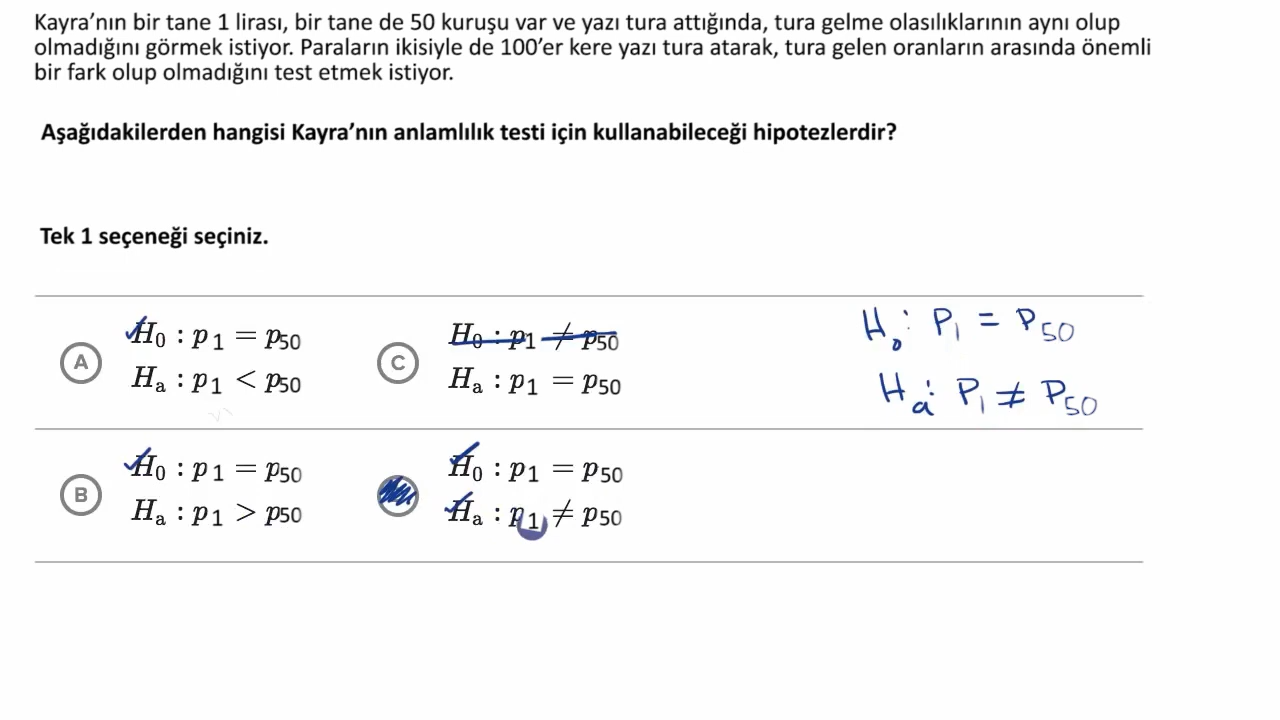 Kayra’nın bir tane 1 lirası, bir tane de 50 kuruşu var ve yazı tura attığında, tura gelme olasılıklarının aynı olup
olmadığını görmek istiyor. Paraların ikisiyle de 100’er kere yazı tura atarak, tura gelen oranların arasında önemli
bir fark olup olmadığını test etmek istiyor.
Aşağıdakilerden hangisi Kayra’nın anlamlılık testi için kullanabileceği hipotezlerdir?
Tek 1 seçeneği seçiniz.
A
H₀ : p₁ = p₅₀
Hₐ : p₁ < p₅₀
C
H₀ : p₁ ≠ p₅₀
Hₐ : p₁ = p₅₀
H₀ : P₁ = P₅₀
Hₐ : P₁ ≠ P₅₀
B
H₀ : p₁ = p₅₀
Hₐ : p₁ > p₅₀
H₀ : p₁ = p₅₀
Hₐ : p₁ ≠ p₅₀